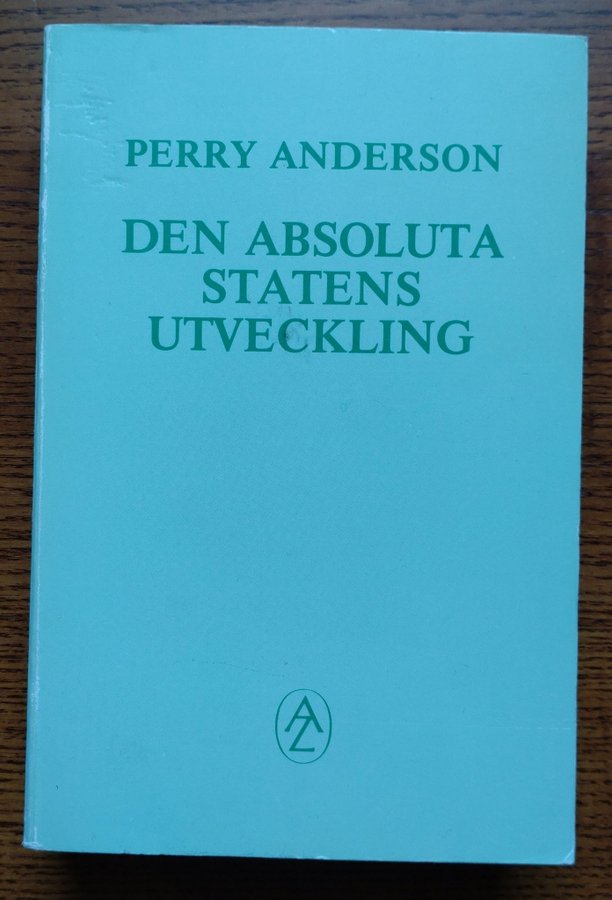 PERRY ANDERSON
DEN ABSOLUTA
STATENS
UTVECKLING
AZ